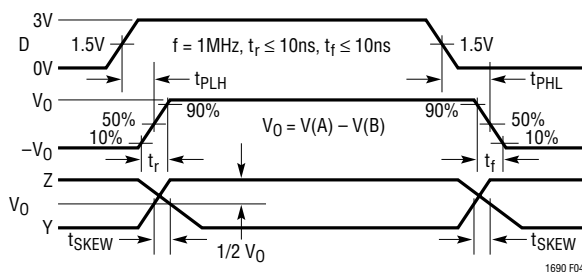 3V
D
1.5V
f = 1MHz, tr ≤ 10ns, tf ≤ 10ns
1.5V
0V
tPLH
tPHL
VO
90%
90%
50%
VO = V(A) – V(B)
50%
10%
10%
–VO
tr
tf
Z
VO
Y
tSKEW
1/2 VO
tSKEW
1690 F04